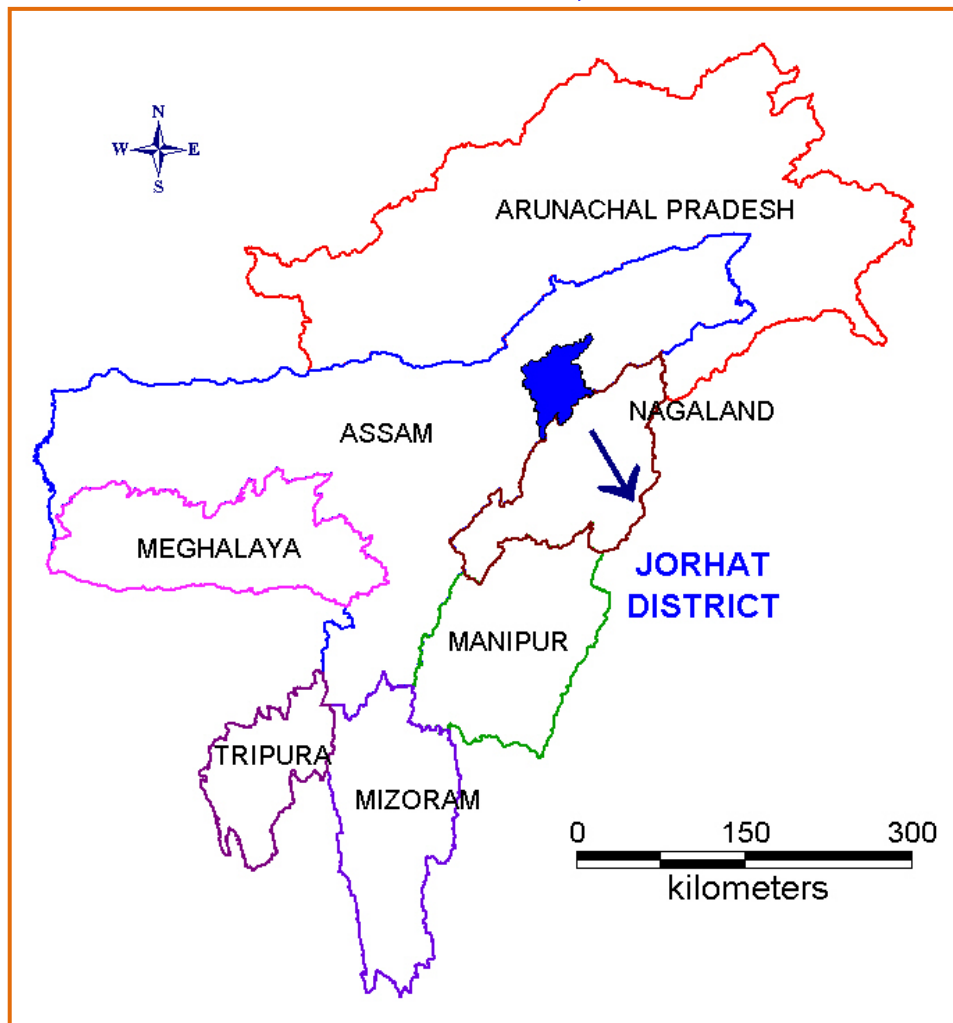 N
W E
S
ARUNACHAL PRADESH
NAGALAND
ASSAM
MEGHALAYA
JORHAT
DISTRICT
MANIPUR
TRIPURA
MIZORAM
0 150 300
kilometers